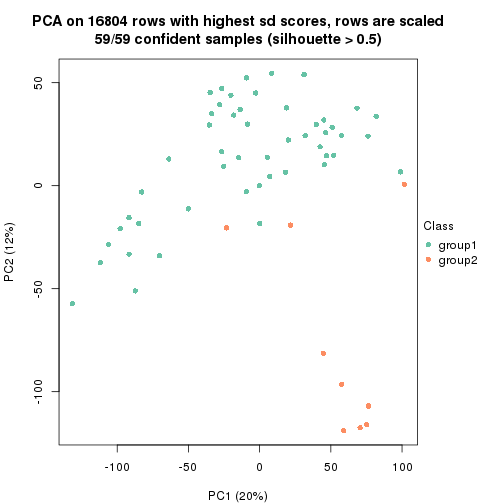 PCA on 16804 rows with highest sd scores, rows are scaled
59/59 confident samples (silhouette > 0.5)
50
0
-50
-100
PC2 (12%)
-100
-50
0
50
100
PC1 (20%)
Class
group1
group2